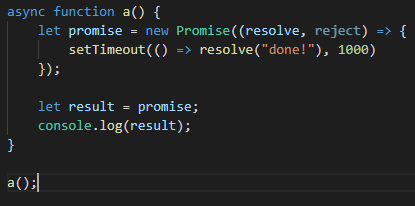 async function a() {
    let promise = new Promise((resolve, reject) => {
        setTimeout(() => resolve("done!"), 1000)
    });

    let result = promise;
    console.log(result);
}

a();